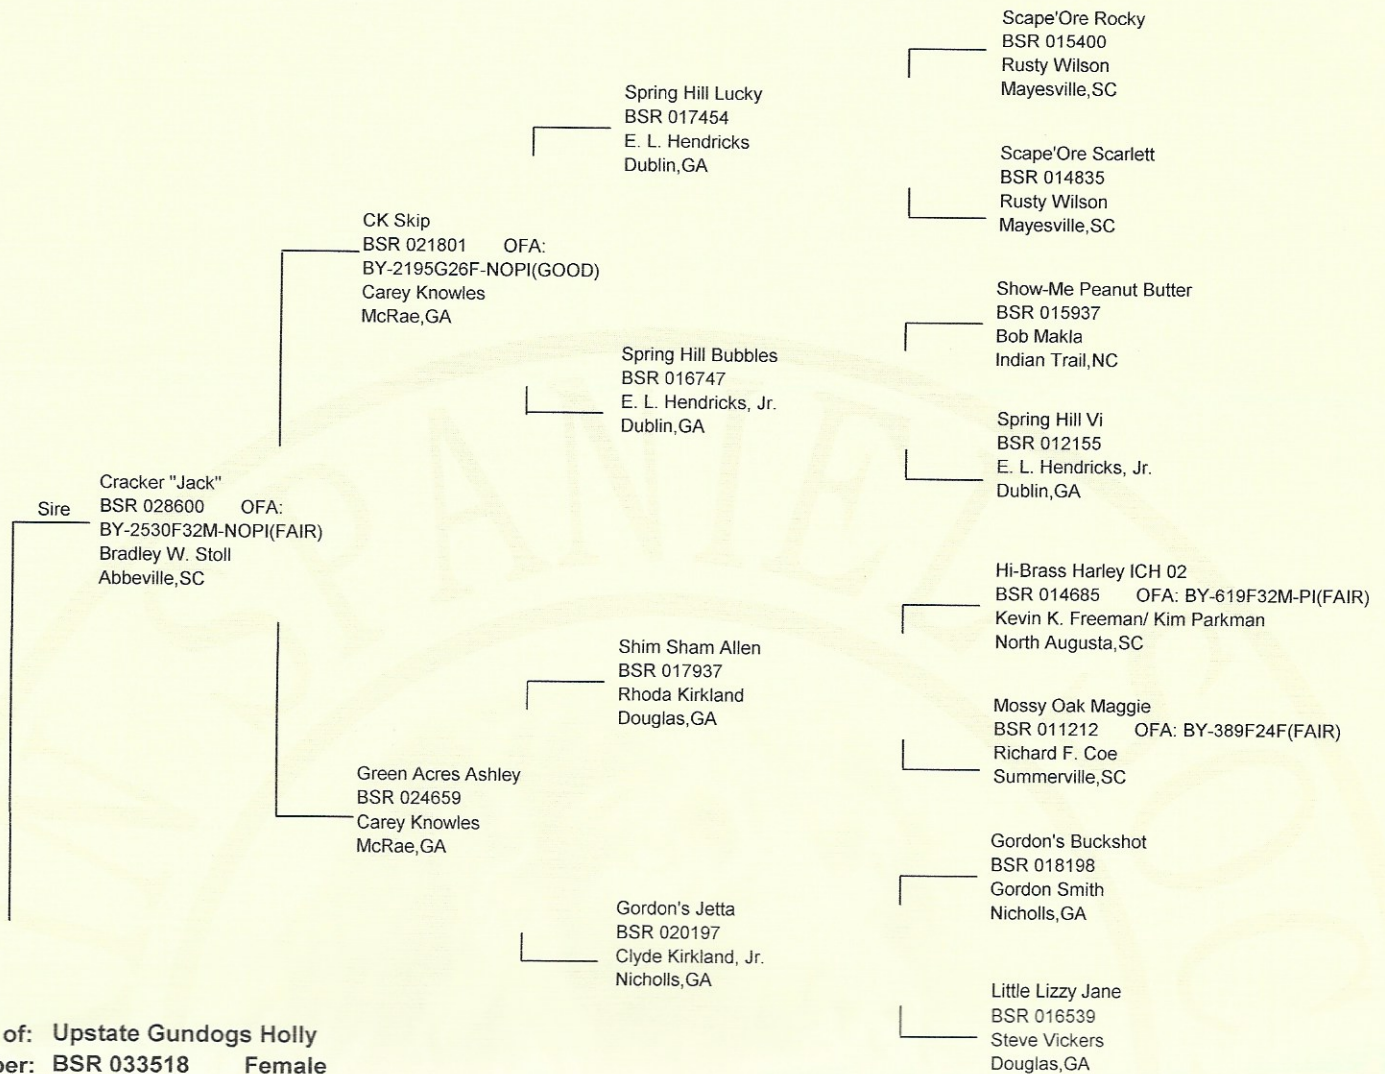 Scape'Ore Rocky
BSR 015400
Rusty Wilson
Mayesville,SC
Spring Hill Lucky
BSR 017454
E. L. Hendricks
Dublin,GA
Scape'Ore Scarlett
BSR 014835
Rusty Wilson
Mayesville,SC
CK Skip
BSR 021801 OFA:
BY-2195G26F-NOPI(GOOD)
Carey Knowles
McRae,GA
Show-Me Peanut Butter
BSR 015937
Bob Makla
Indian Trail,NC
Spring Hill Bubbles
BSR 016747
E. L. Hendricks, Jr.
Dublin,GA
Spring Hill Vi
BSR 012155
E. L. Hendricks, Jr.
Dublin,GA
Sire
Cracker "Jack"
BSR 028600 OFA:
BY-2530F32M-NOPI(FAIR)
Bradley W. Stoll
Abbeville,SC
Hi-Brass Harley ICH 02
BSR 014685 OFA: BY-619F32M-PI(FAIR)
Kevin K. Freeman/ Kim Parkman
North Augusta,SC
Shim Sham Allen
BSR 017937
Rhoda Kirkland
Douglas,GA
Mossy Oak Maggie
BSR 011212 OFA: BY-389F24F(FAIR)
Richard F. Coe
Summerville,SC
Green Acres Ashley
BSR 024659
Carey Knowles
McRae,GA
Gordon's Buckshot
BSR 018198
Gordon Smith
Nicholls,GA
Gordon's Jetta
BSR 020197
Clyde Kirkland, Jr.
Nicholls,GA
Little Lizzy Jane
BSR 016539
Steve Vickers
Douglas,GA
of: Upstate Gundogs Holly
ber: BSR 033518 Female